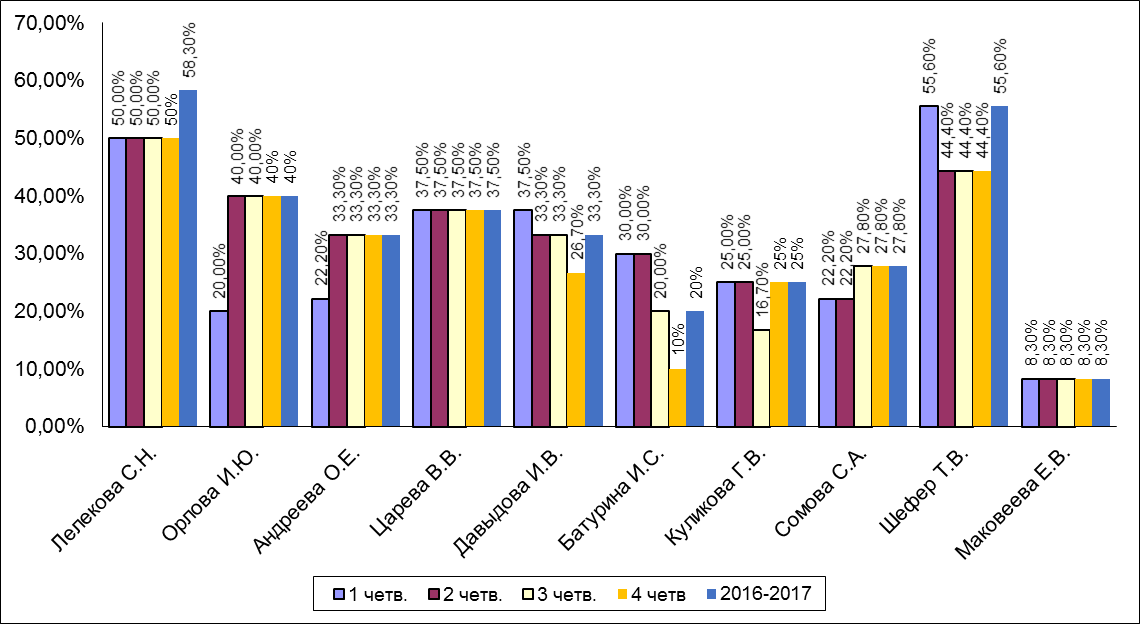 70,00%
60,00%
50,00%
40,00%
30,00%
20,00%
10,00%
0,00%
50,00% 50,00% 50,00% 50% 58,30%
20,00% 40,00% 40,00% 40% 40%
22,20% 33,30% 33,30% 33,30% 33,30%
37,50% 37,50% 37,50% 37,50% 37,50%
37,50% 33,30% 33,30% 26,70% 33,30%
30,00% 30,00% 20,00% 10% 20%
25,00% 25,00% 16,70% 25% 25%
22,20% 22,20% 27,80% 27,80% 27,80%
55,60% 44,40% 44,40% 44,40% 55,60%
8,30% 8,30% 8,30% 8,30% 8,30%
Лелекова С.Н.
Орлова И.Ю.
Андреева О.Е.
Царева В.В.
Давыдова И.В.
Батурина И.С.
Куликова Г.В.
Сомова С.А.
Шефер Т.В.
Маковеева Е.В.
1 четв. 2 четв. 3 четв. 4 четв 2016-2017